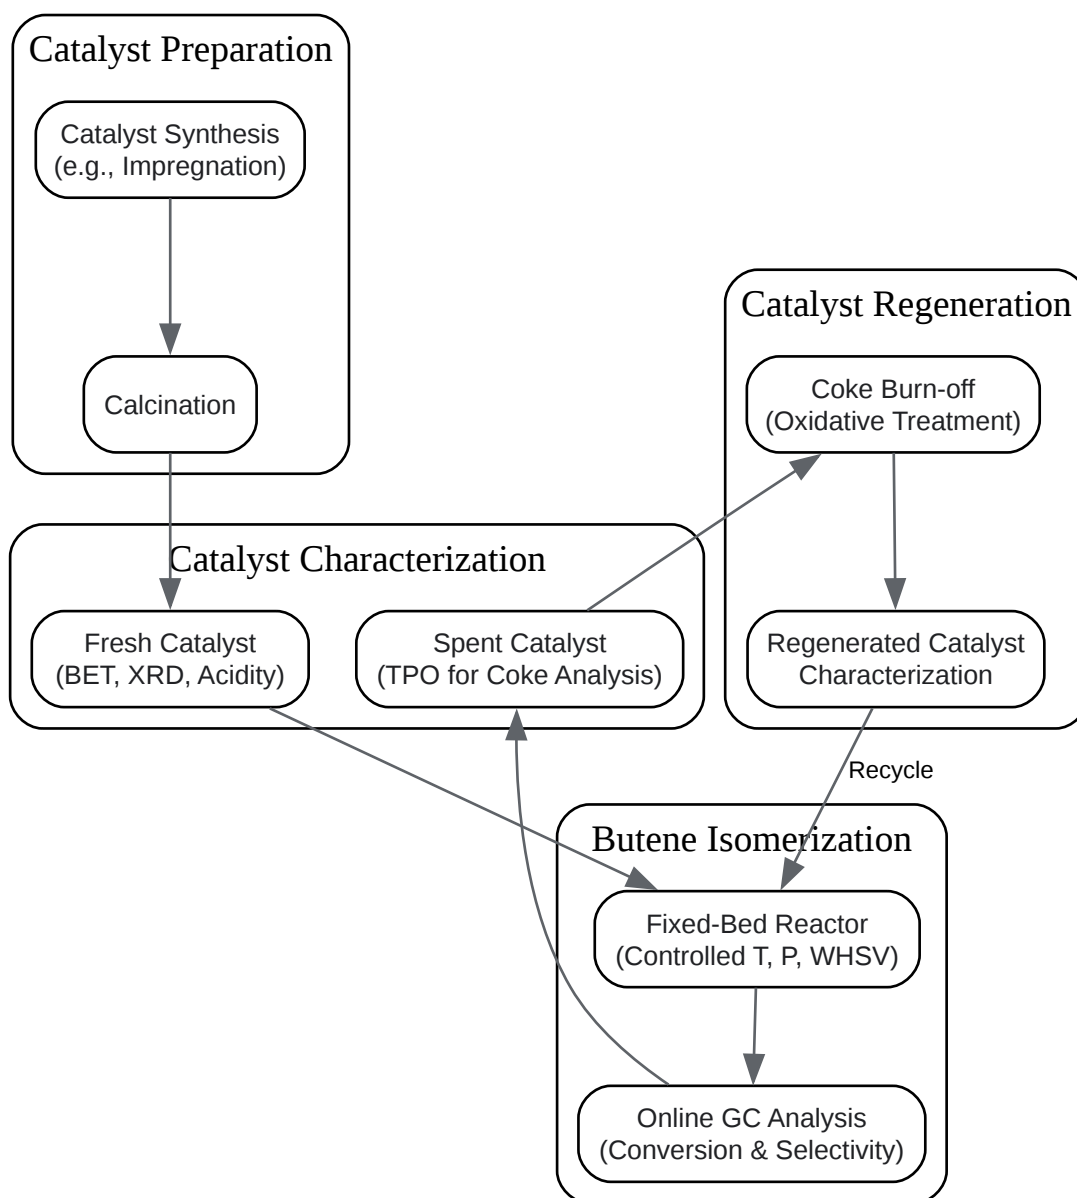 Catalyst Preparation
Catalyst Synthesis
(e.g., Impregnation)
Calcination
Catalyst Regeneration
Coke Burn-off
(Oxidative Treatment)
Regenerated Catalyst
Characterization
Catalyst Characterization
Fresh Catalyst
(BET, XRD, Acidity)
Spent Catalyst
(TPO for Coke Analysis)
Recycle
Butene Isomerization
Fixed-Bed Reactor
(Controlled T, P, WHSV)
Online GC Analysis
(Conversion & Selectivity)